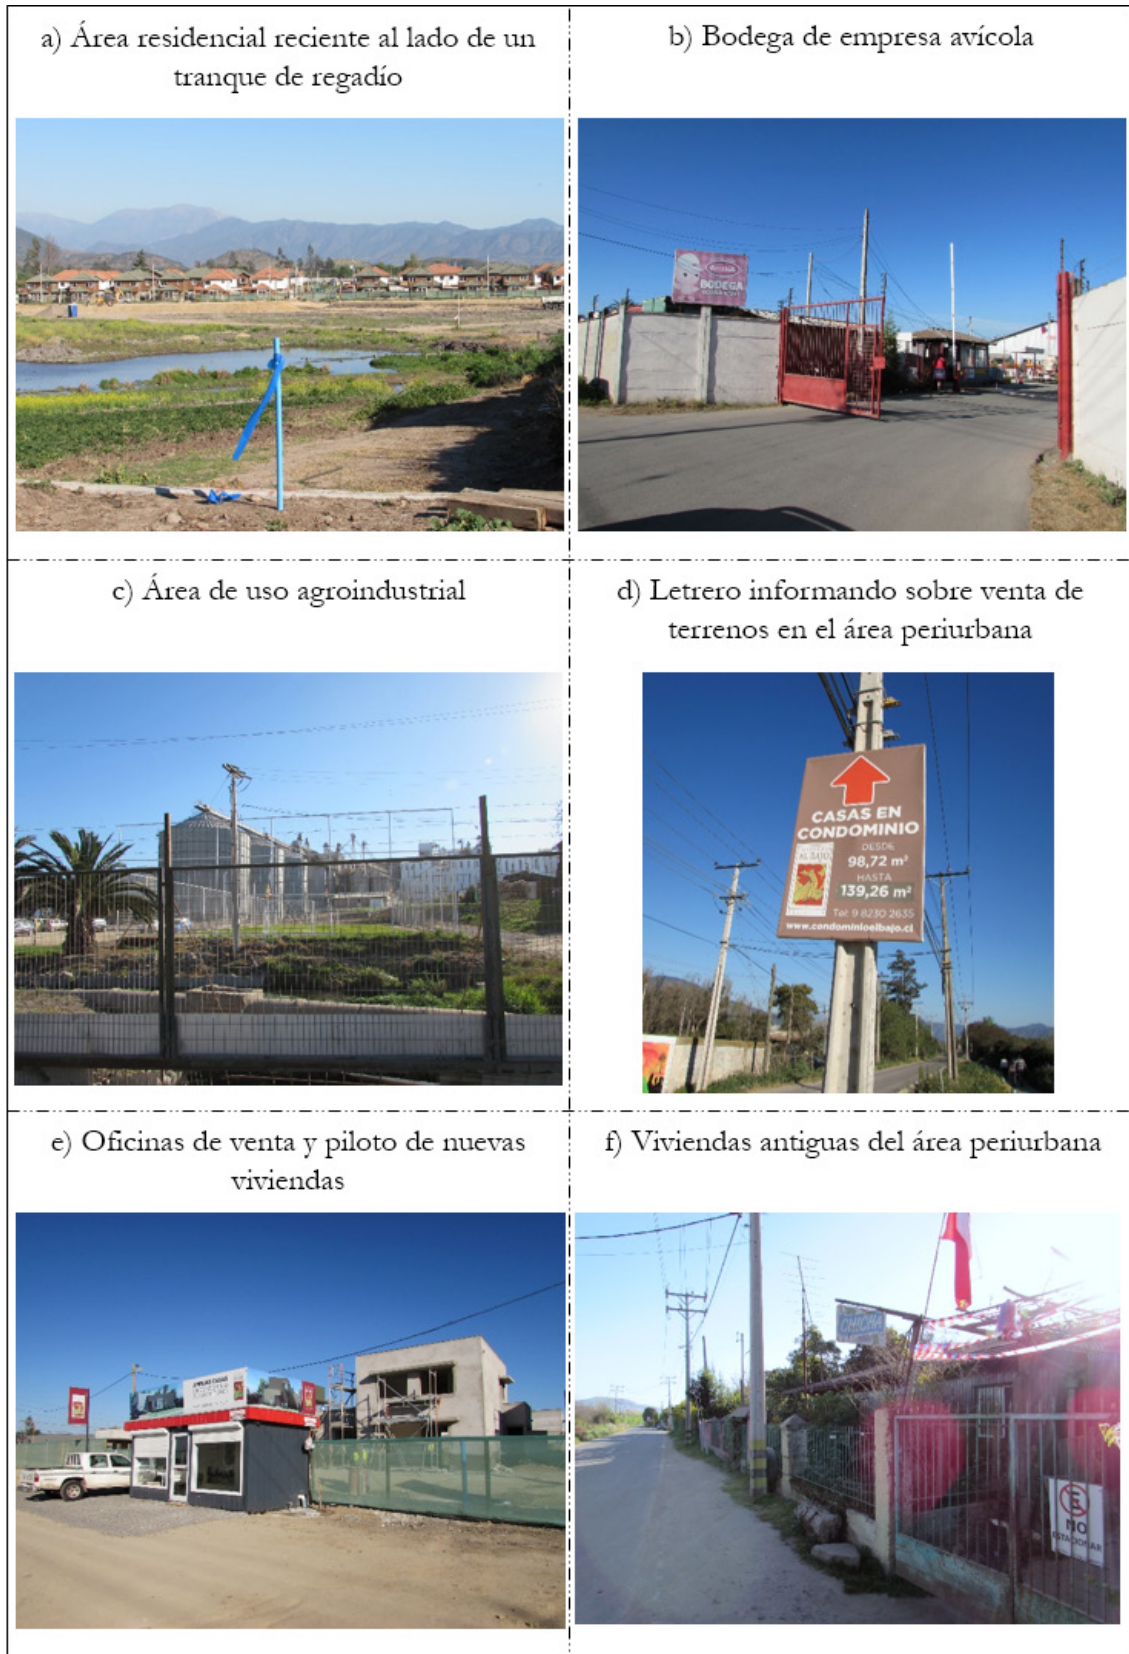 a) Área residencial reciente al lado de un
tranque de regadío
b) Bodega de empresa avícola
BODEGA
c) Área de uso agroindustrial
d) Letrero informando sobre venta de
terrenos en el área periurbana
CASAS EN
CONDOMINIO
DESDE
98,72 m²
HASTA
139,26 m²
EL BAJO
Tel: 9 8230 2635
www.condominioelbajo.cl
e) Oficinas de venta y piloto de nuevas
viviendas
f) Viviendas antiguas del área periurbana
CHICHA
E
NO
ESTACIONAR